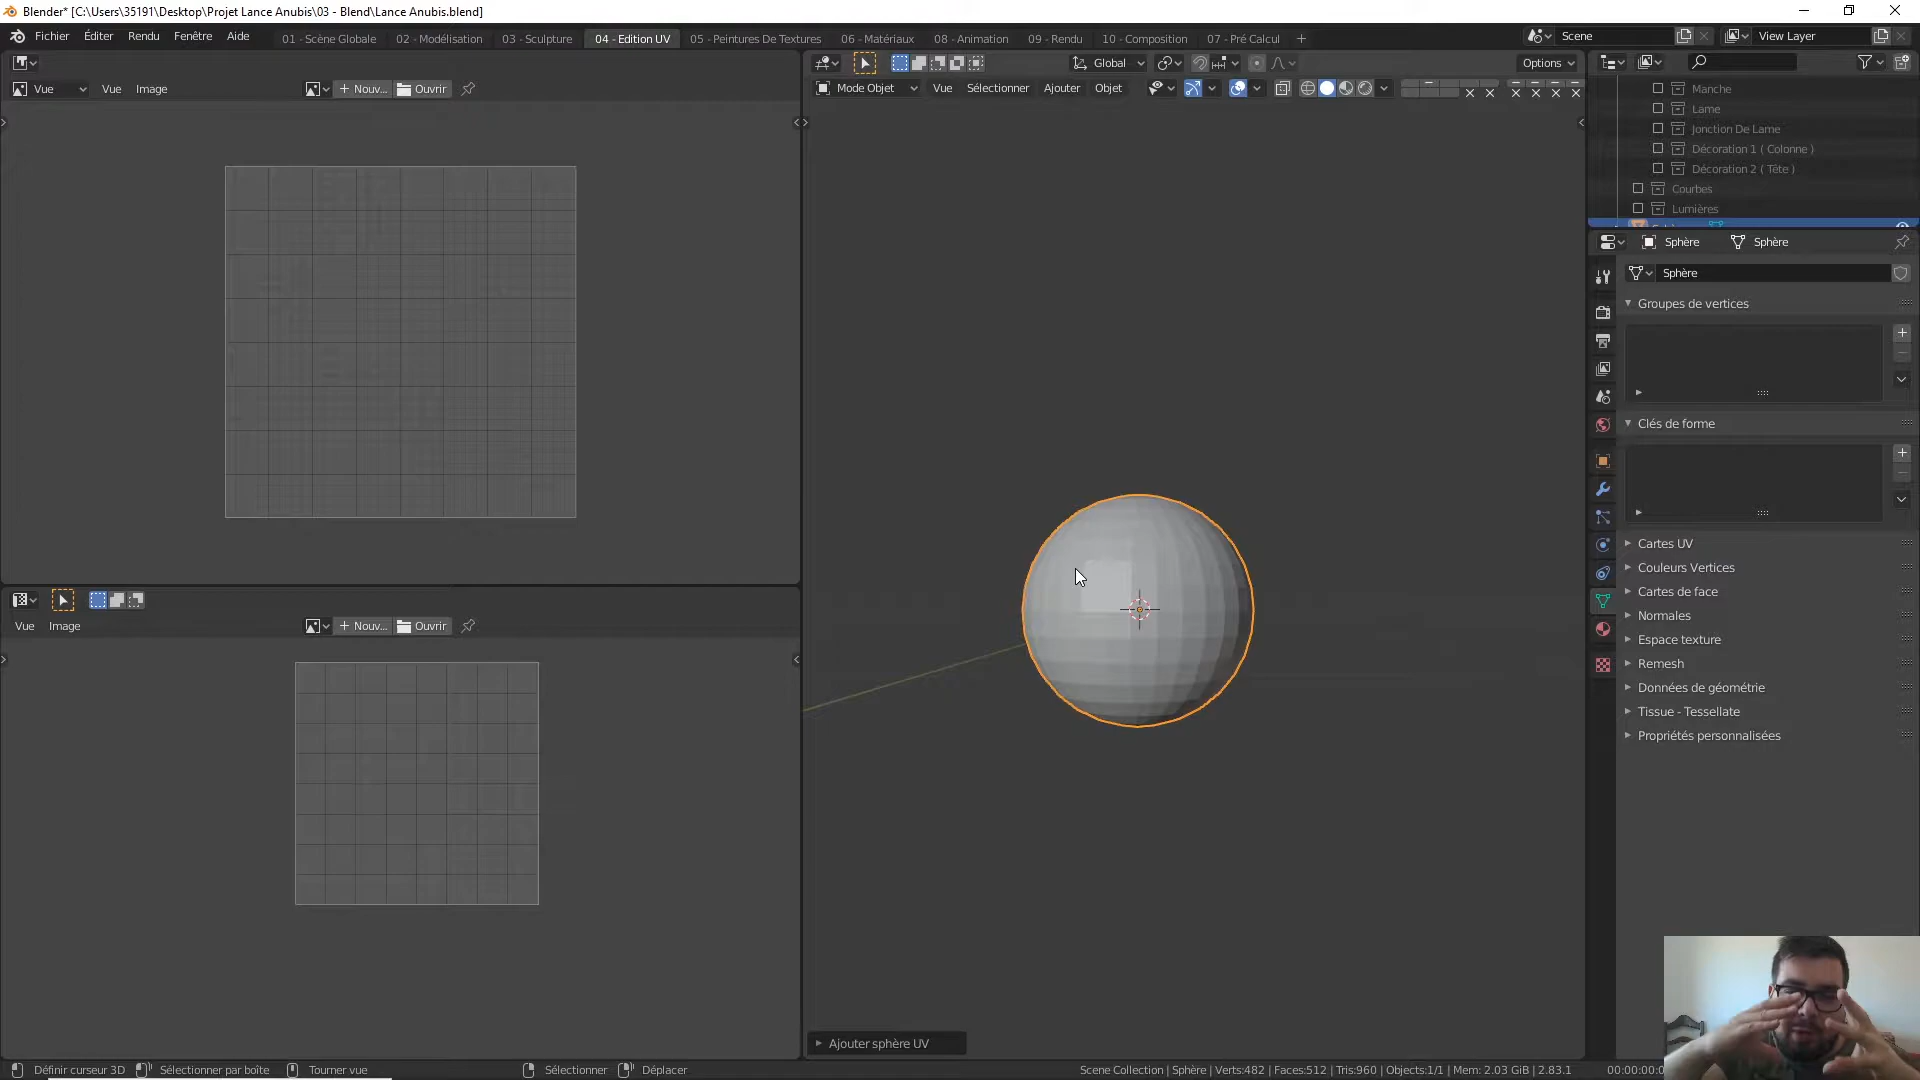 Blender* [C:\Users\35191\Desktop\Projet Lance Anubis\03 - Blend\Lance Anubis.blend]
Fichier Éditer Rendu Fenêtre Aide 01 - Scène Globale 02 - Modélisation 03 - Sculpture 04 - Edition UV 05 - Peintures De Textures 06 - Matériaux 08 - Animation 09 - Rendu 10 - Composition 07 - Pré Calcul + Scene View Layer
Global Options
Vue Vue Image + Nouv... Ouvrir Mode Objet Vue Sélectionner Ajouter Objet
Manche
Lame
Jonction De Lame
Décoration 1 ( Colonne )
Décoration 2 ( Tête )
Courbes
Lumières
Sphère Sphère
Sphère
Groupes de vertices
Clés de forme
Cartes UV
Couleurs Vertices
Cartes de face
Normales
Espace texture
Remesh
Données de géométrie
Tissue - Tessellate
Propriétés personnalisées
Vue Image + Nouv... Ouvrir
Ajouter sphère UV
Définir curseur 3D Sélectionner par boîte Tourner vue Sélectionner Déplacer Scene Collection | Sphère | Verts:482 | Faces:512 | Tris:960 | Objects:1/1 | Mem: 2.03 GiB | 2.83.1 00:00:00:0